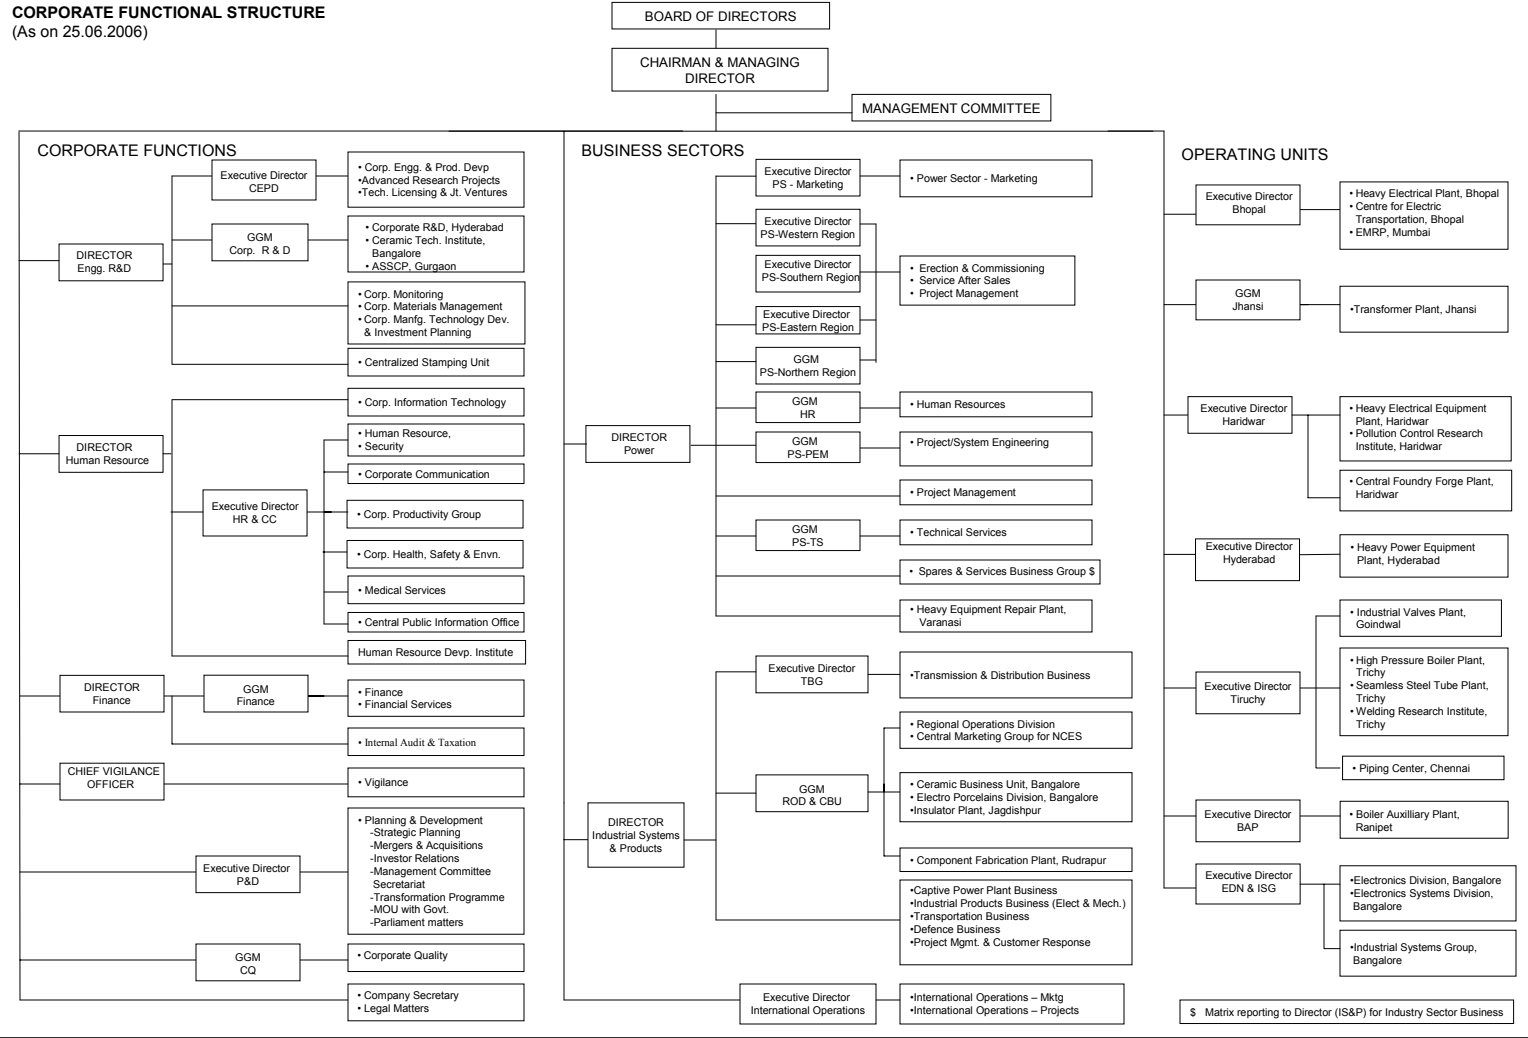 CORPORATE FUNCTIONAL STRUCTURE
(As on 25.06.2006)
BOARD OF DIRECTORS
CHAIRMAN & MANAGING
DIRECTOR
MANAGEMENT COMMITTEE
CORPORATE FUNCTIONS
Executive Director
CEPD
• Corp. Engg. & Prod. Devp
•Advanced Research Projects
•Tech. Licensing & Jt. Ventures
GGM
Corp. R & D
• Corporate R&D, Hyderabad
• Ceramic Tech. Institute,
Bangalore
• ASSCP, Gurgaon
DIRECTOR
Engg. R&D
• Corp. Monitoring
• Corp. Materials Management
• Corp. Manfg. Technology Dev.
& Investment Planning
• Centralized Stamping Unit
• Corp. Information Technology
DIRECTOR
Human Resource
• Human Resource,
• Security
• Corporate Communication
Executive Director
HR & CC
• Corp. Productivity Group
• Corp. Health, Safety & Envn.
• Medical Services
• Central Public Information Office
Human Resource Devp. Institute
DIRECTOR
Finance
GGM
Finance
• Finance
• Financial Services
• Internal Audit & Taxation
CHIEF VIGILANCE
OFFICER
• Vigilance
Executive Director
P&D
• Planning & Development
-Strategic Planning
-Mergers & Acquisitions
-Investor Relations
-Management Committee
Secretariat
-Transformation Programme
-MOU with Govt.
-Parliament matters
GGM
CQ
• Corporate Quality
• Company Secretary
• Legal Matters
BUSINESS SECTORS
Executive Director
PS - Marketing
• Power Sector - Marketing
Executive Director
PS-Western Region
Executive Director
PS-Southern Region
• Erection & Commissioning
• Service After Sales
• Project Management
Executive Director
PS-Eastern Region
GGM
PS-Northern Region
GGM
HR
• Human Resources
DIRECTOR
Power
GGM
PS-PEM
• Project/System Engineering
• Project Management
GGM
PS-TS
• Technical Services
• Spares & Services Business Group $
• Heavy Equipment Repair Plant,
Varanasi
Executive Director
TBG
•Transmission & Distribution Business
• Regional Operations Division
• Central Marketing Group for NCES
GGM
ROD & CBU
• Ceramic Business Unit, Bangalore
• Electro Porcelains Division, Bangalore
•Insulator Plant, Jagdishpur
DIRECTOR
Industrial Systems
& Products
• Component Fabrication Plant, Rudrapur
•Captive Power Plant Business
•Industrial Products Business (Elect & Mech.)
•Transportation Business
•Defence Business
•Project Mgmt. & Customer Response
Executive Director
International Operations
•International Operations – Mktg
•International Operations – Projects
OPERATING UNITS
Executive Director
Bhopal
• Heavy Electrical Plant, Bhopal
• Centre for Electric
Transportation, Bhopal
• EMRP, Mumbai
GGM
Jhansi
•Transformer Plant, Jhansi
Executive Director
Haridwar
• Heavy Electrical Equipment
Plant, Haridwar
• Pollution Control Research
Institute, Haridwar
• Central Foundry Forge Plant,
Haridwar
Executive Director
Hyderabad
• Heavy Power Equipment
Plant, Hyderabad
• Industrial Valves Plant,
Goindwal
Executive Director
Tiruchy
• High Pressure Boiler Plant,
Trichy
• Seamless Steel Tube Plant,
Trichy
• Welding Research Institute,
Trichy
• Piping Center, Chennai
Executive Director
BAP
• Boiler Auxilliary Plant,
Ranipet
Executive Director
EDN & ISG
•Electronics Division, Bangalore
•Electronics Systems Division,
Bangalore
•Industrial Systems Group,
Bangalore
$ Matrix reporting to Director (IS&P) for Industry Sector Business